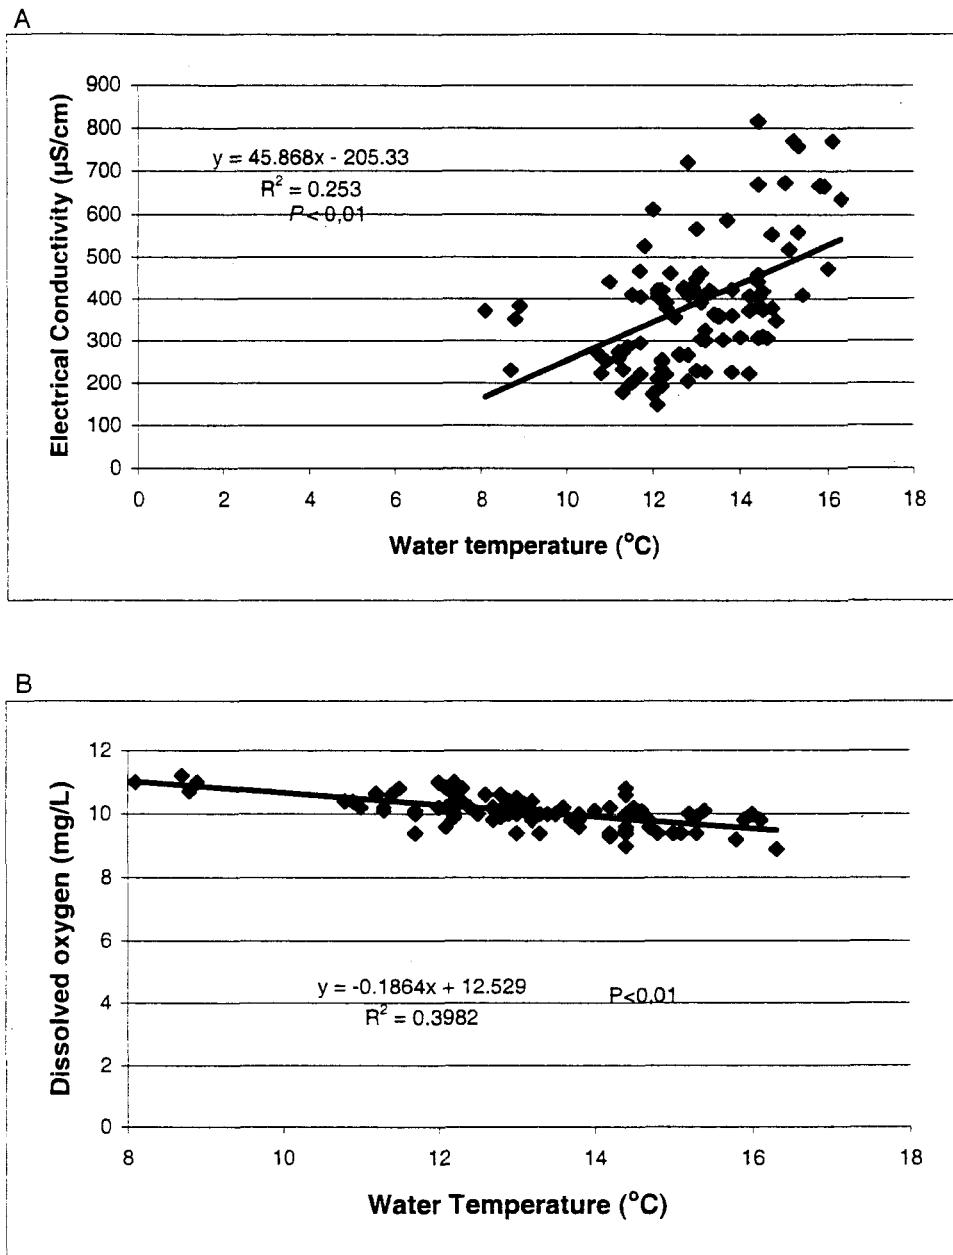 A
Electrical Conductivity (µS/cm)
900
800
700
600
500
400
300
200
100
0
y = 45.868x - 205.33
R² = 0.253
P< 0,01
0 2 4 6 8 10 12 14 16 18
Water temperature (°C)
B
Dissolved oxygen (mg/L)
12
10
8
6
4
2
0
y = -0.1864x + 12.529
R² = 0.3982
P<0,01
8 10 12 14 16 18
Water Temperature (°C)